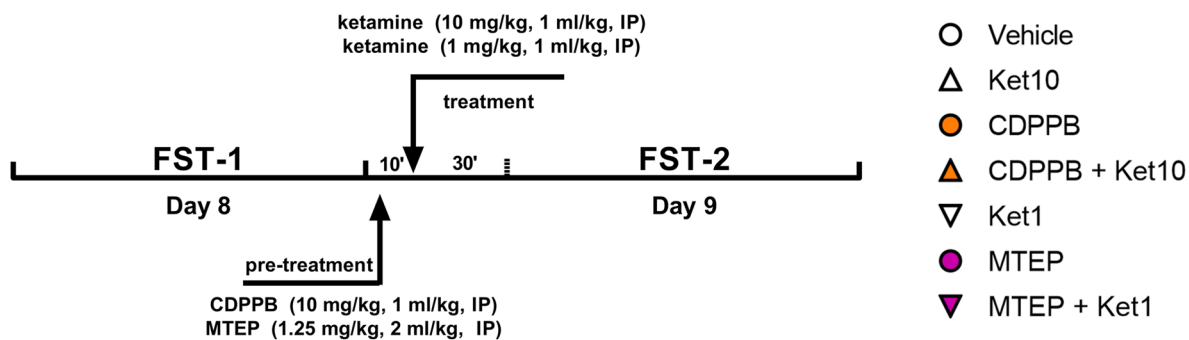 ketamine (10 mg/kg, 1 ml/kg, IP)
ketamine (1 mg/kg, 1 ml/kg, IP)
treatment
FST-1
10'
30'
FST-2
Day 8
Day 9
pre-treatment
CDPPB (10 mg/kg, 1 ml/kg, IP)
MTEP (1.25 mg/kg, 2 ml/kg, IP)
Vehicle
Ket10
CDPPB
CDPPB + Ket10
Ket1
MTEP
MTEP + Ket1